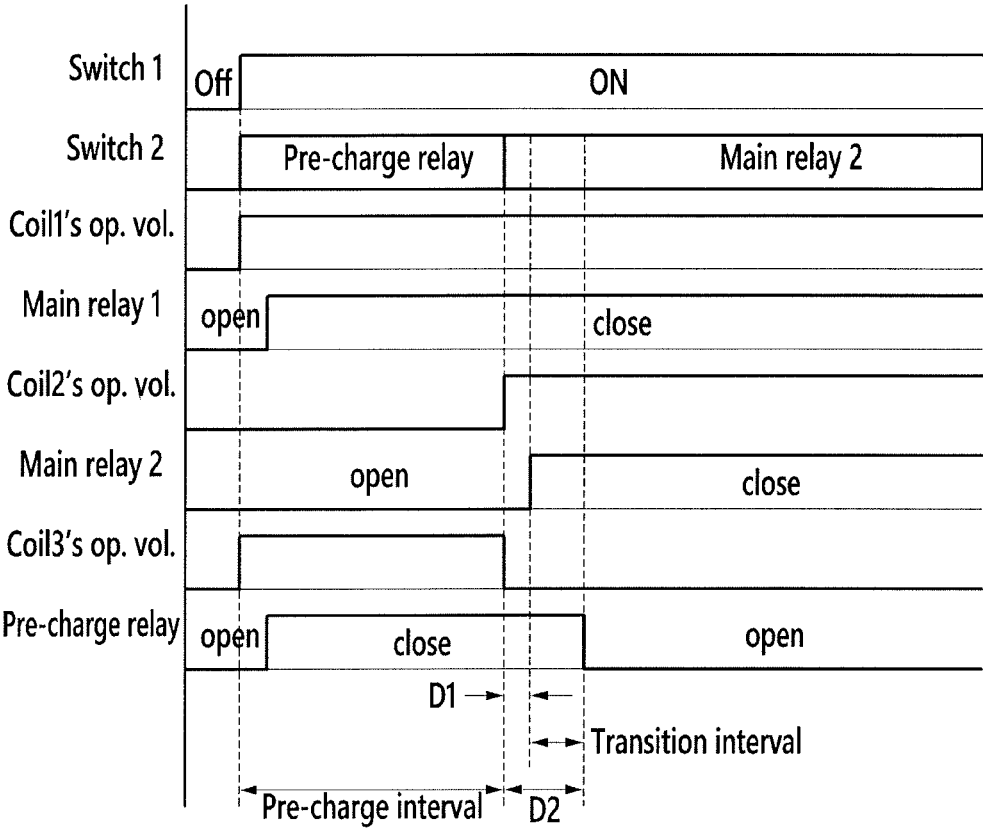 Switch 1
Off
ON
Switch 2
Pre-charge relay
Main relay 2
Coil1's op. vol.
Main relay 1
open
close
Coil2's op. vol.
Main relay 2
open
close
Coil3's op. vol.
Pre-charge relay
open
close
open
D1
Transition interval
Pre-charge interval
D2